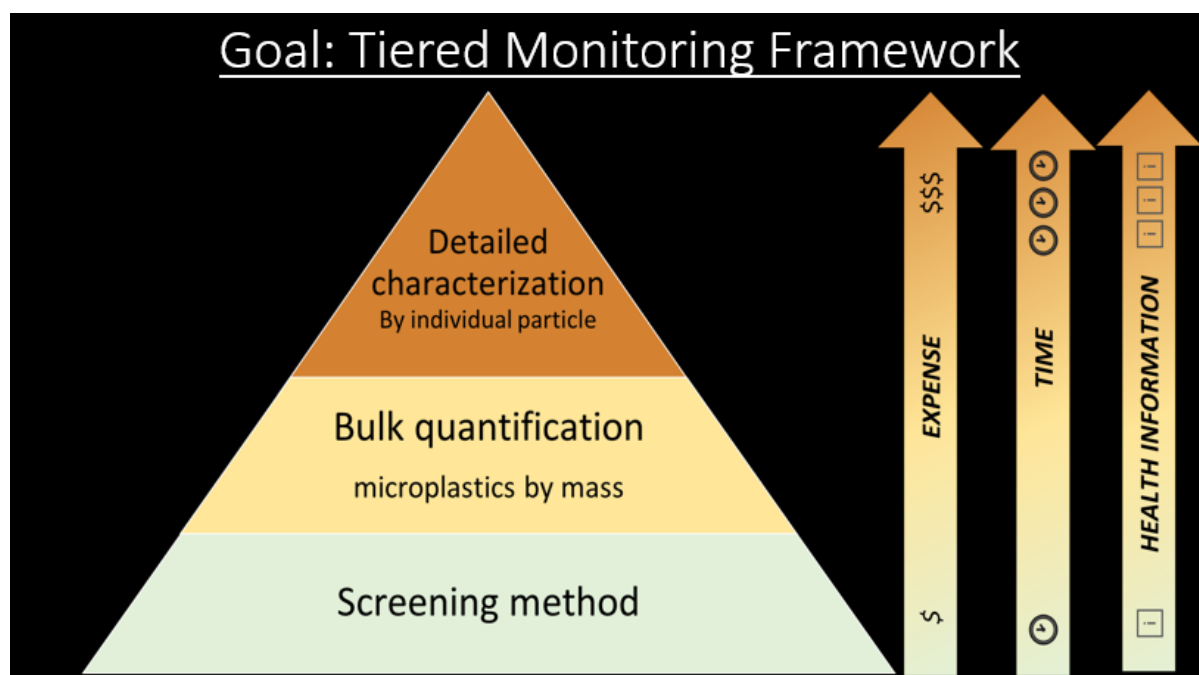 Goal: Tiered Monitoring Framework
Detailed
characterization
By individual particle
Bulk quantification
microplastics by mass
Screening method
$$$
EXPENSE
$
TIME
i
i
i
HEALTH INFORMATION
i